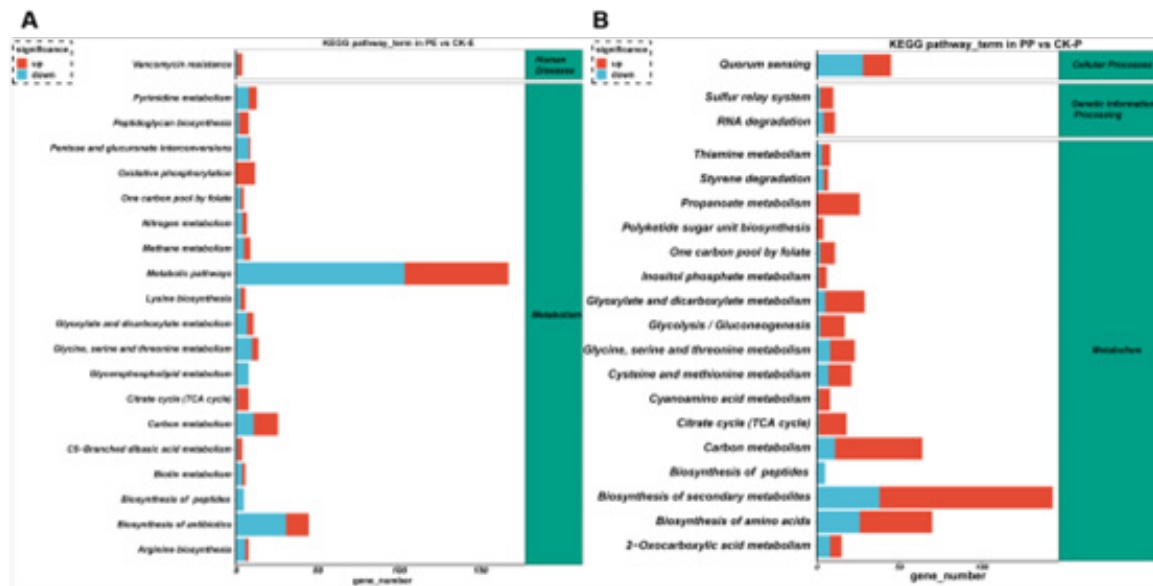 A
B
KEGG pathway_term in PE vs CK-E
significance
up
down
Vancomycin resistance
Human
Diseases
Pyrimidine metabolism
Peptidoglycan biosynthesis
Pentose and glucuronate interconversions
Oxidative phosphorylation
One carbon pool by folate
Nitrogen metabolism
Methane metabolism
Metabolic pathways
Lysine biosynthesis
Glyoxylate and dicarboxylate metabolism
Glycine, serine and threonine metabolism
Glycerophospholipid metabolism
Citrate cycle (TCA cycle)
Carbon metabolism
C5-Branched dibasic acid metabolism
Biotin metabolism
Biosynthesis of peptides
Biosynthesis of antibiotics
Arginine biosynthesis
Metabolism
0 50 100 150
gene_number
KEGG pathway_term in PP vs CK-P
significance
up
down
Quorum sensing
Cellular Processes
Sulfur relay system
RNA degradation
Genetic Information
Processing
Thiamine metabolism
Styrene degradation
Propanoate metabolism
Polyketide sugar unit biosynthesis
One carbon pool by folate
Inositol phosphate metabolism
Glyoxylate and dicarboxylate metabolism
Glycolysis / Gluconeogenesis
Glycine, serine and threonine metabolism
Cysteine and methionine metabolism
Cyanoamino acid metabolism
Citrate cycle (TCA cycle)
Carbon metabolism
Biosynthesis of peptides
Biosynthesis of secondary metabolites
Biosynthesis of amino acids
2-Oxocarboxylic acid metabolism
Metabolism
0 50 100
gene_number